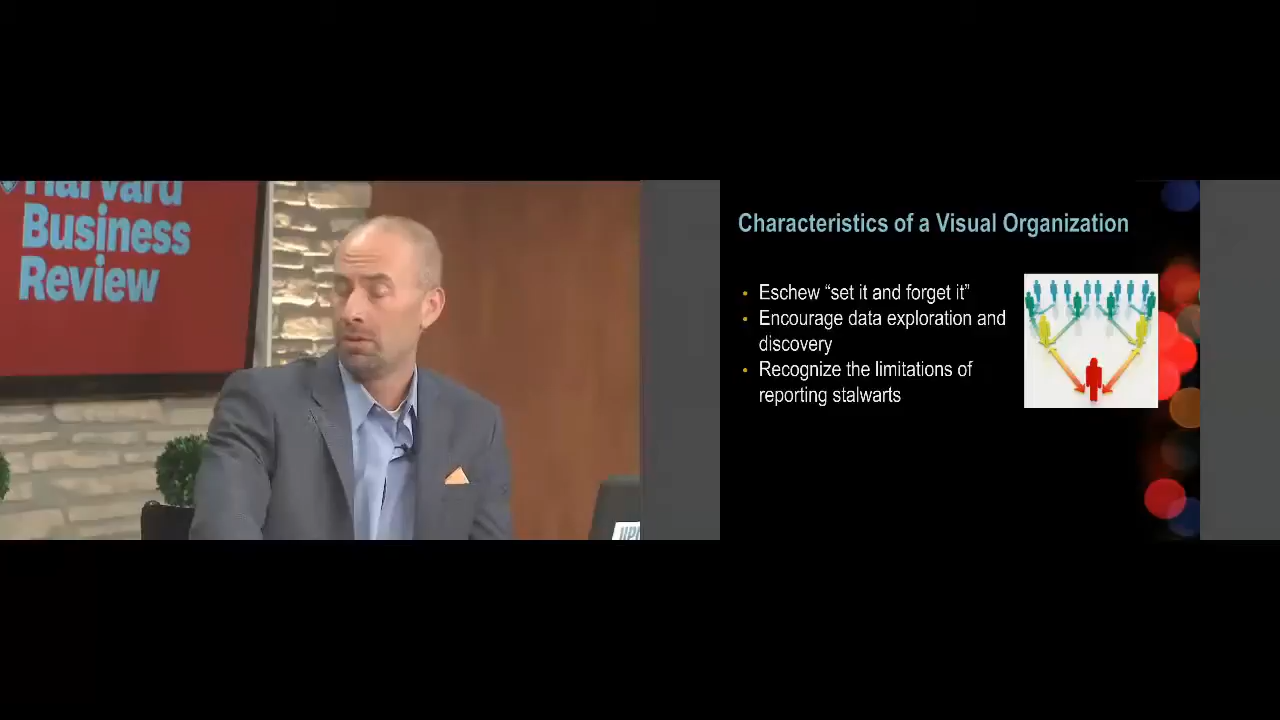 Harvard
Business
Review
Characteristics of a Visual Organization
• Eschew “set it and forget it”
• Encourage data exploration and
discovery
• Recognize the limitations of
reporting stalwarts